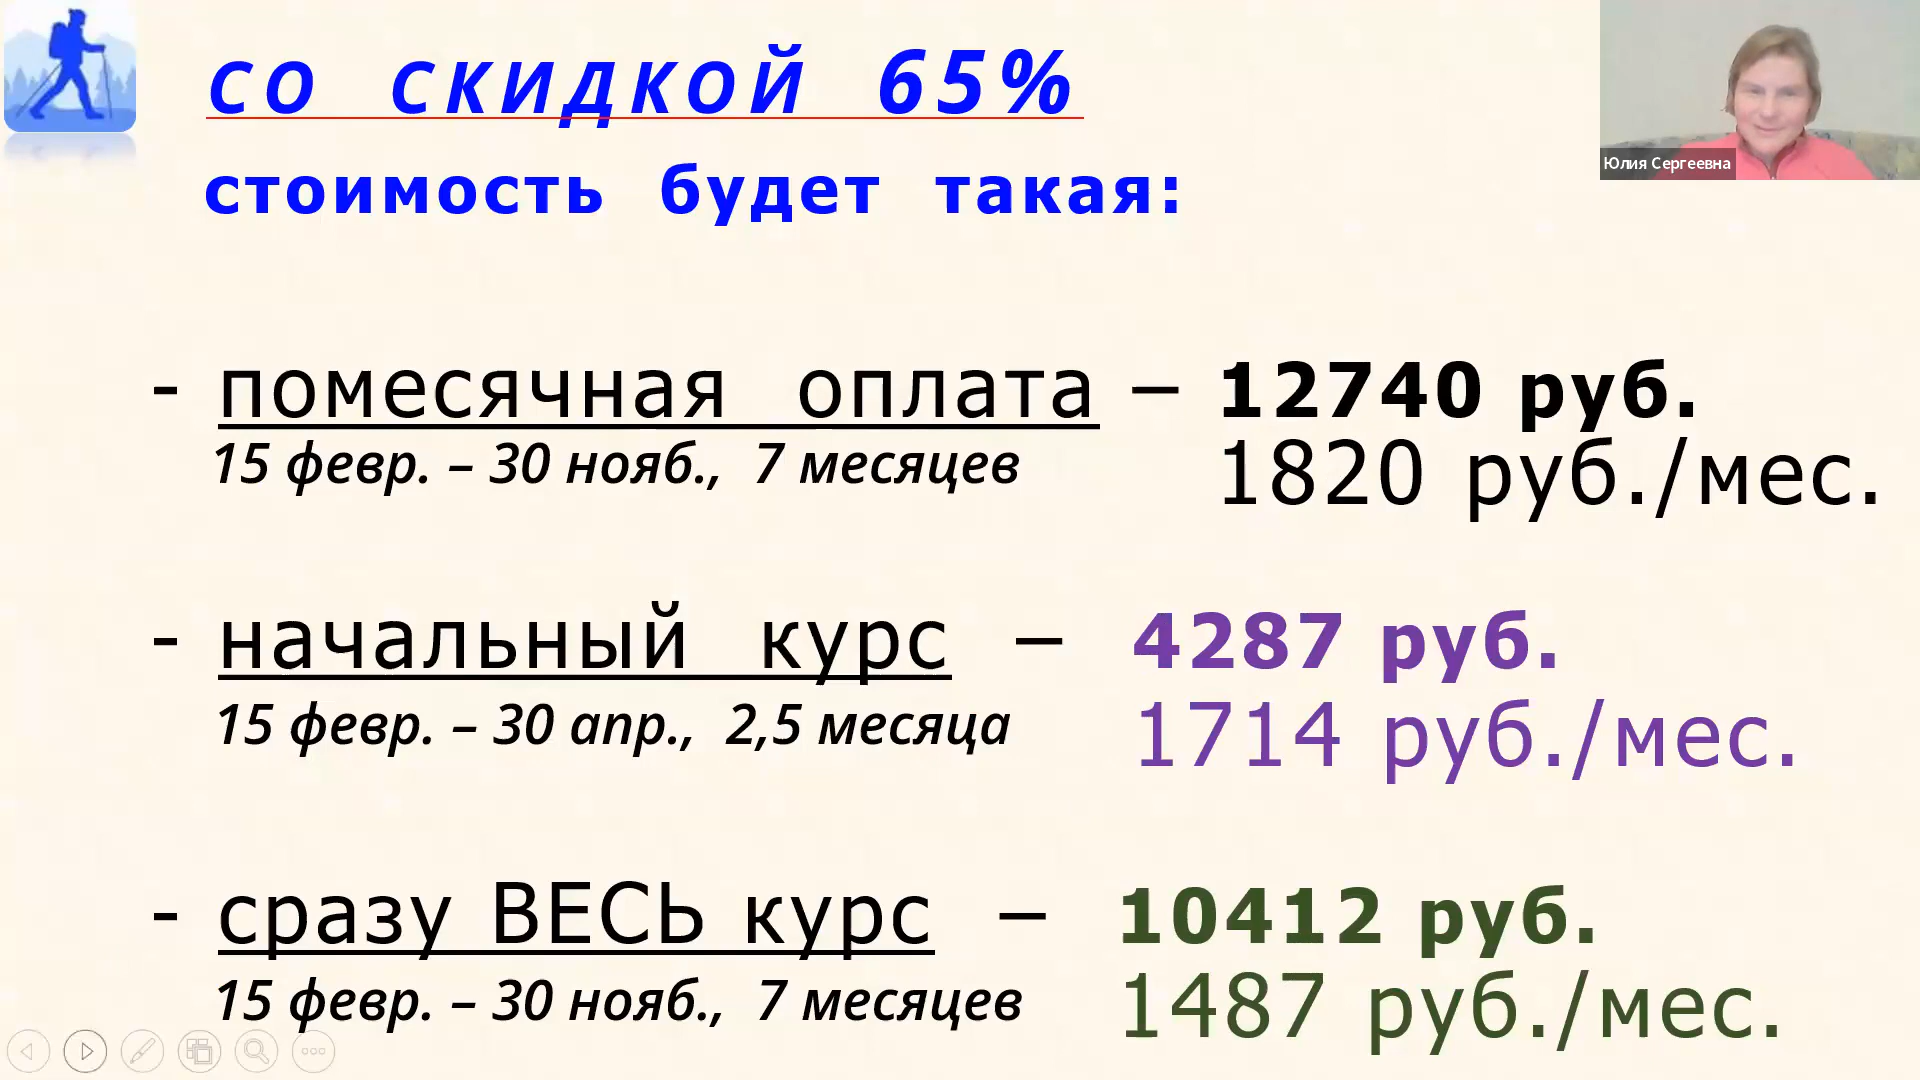 СО СКИДКОЙ 65%
стоимость будет такая:
Юлия Сергеевна
- помесячная оплата – 12740 руб.
15 февр. – 30 нояб., 7 месяцев
1820 руб./мес.
- начальный курс – 4287 руб.
15 февр. – 30 апр., 2,5 месяца
1714 руб./мес.
- сразу ВЕСЬ курс – 10412 руб.
15 февр. – 30 нояб., 7 месяцев
1487 руб./мес.